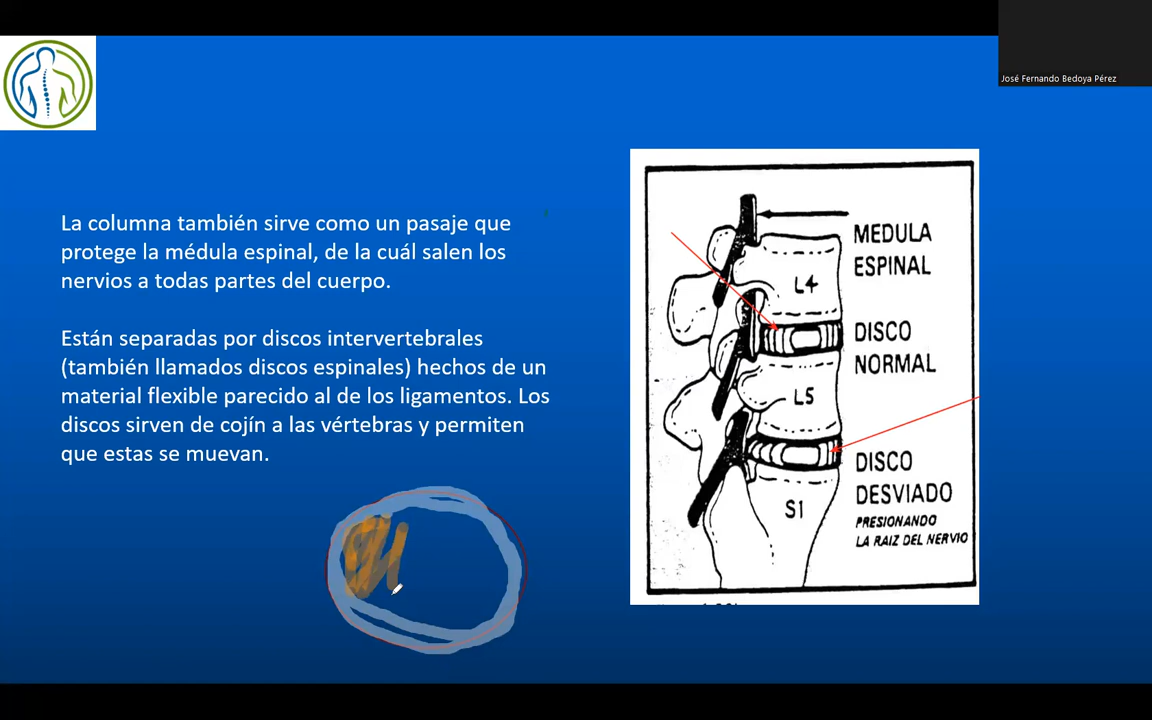 José Fernando Bedoya Pérez
La columna también sirve como un pasaje que
protege la médula espinal, de la cuál salen los
nervios a todas partes del cuerpo.
Están separadas por discos intervertebrales
(también llamados discos espinales) hechos de un
material flexible parecido al de los ligamentos. Los
discos sirven de cojín a las vértebras y permiten
que estas se muevan.
MEDULA
ESPINAL
L4
DISCO
NORMAL
L5
DISCO
DESVIADO
S1
PRESIONANDO
LA RAIZ DEL NERVIO